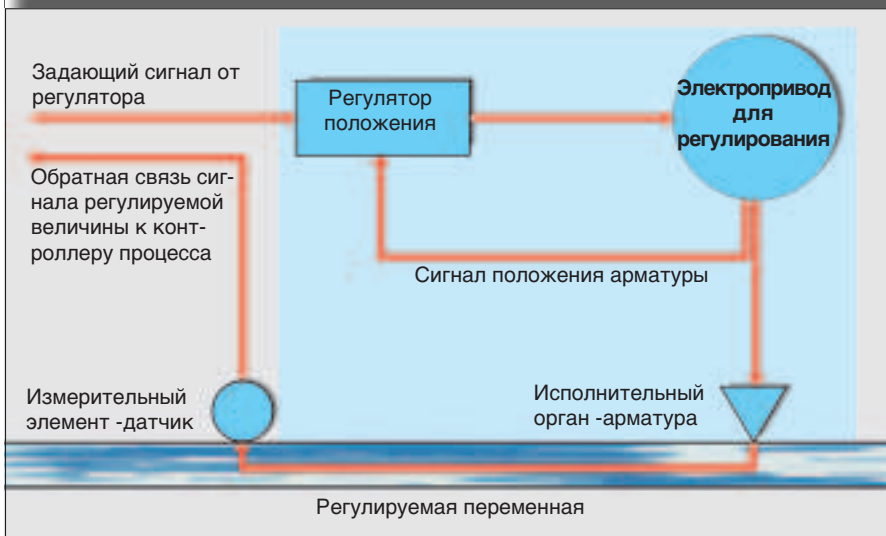 Задающий сигнал от
регулятора
Регулятор
положения
Электропривод
для
регулирования
Обратная связь сиг-
нала регулируемой
величины к конт-
роллеру процесса
Сигнал положения арматуры
Измерительный
элемент -датчик
Исполнительный
орган -арматура
Регулируемая переменная